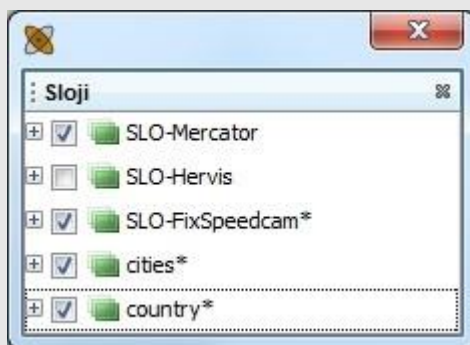 Sloji
SLO-Mercator
SLO-Hervis
SLO-FixSpeedcam*
cities*
country*